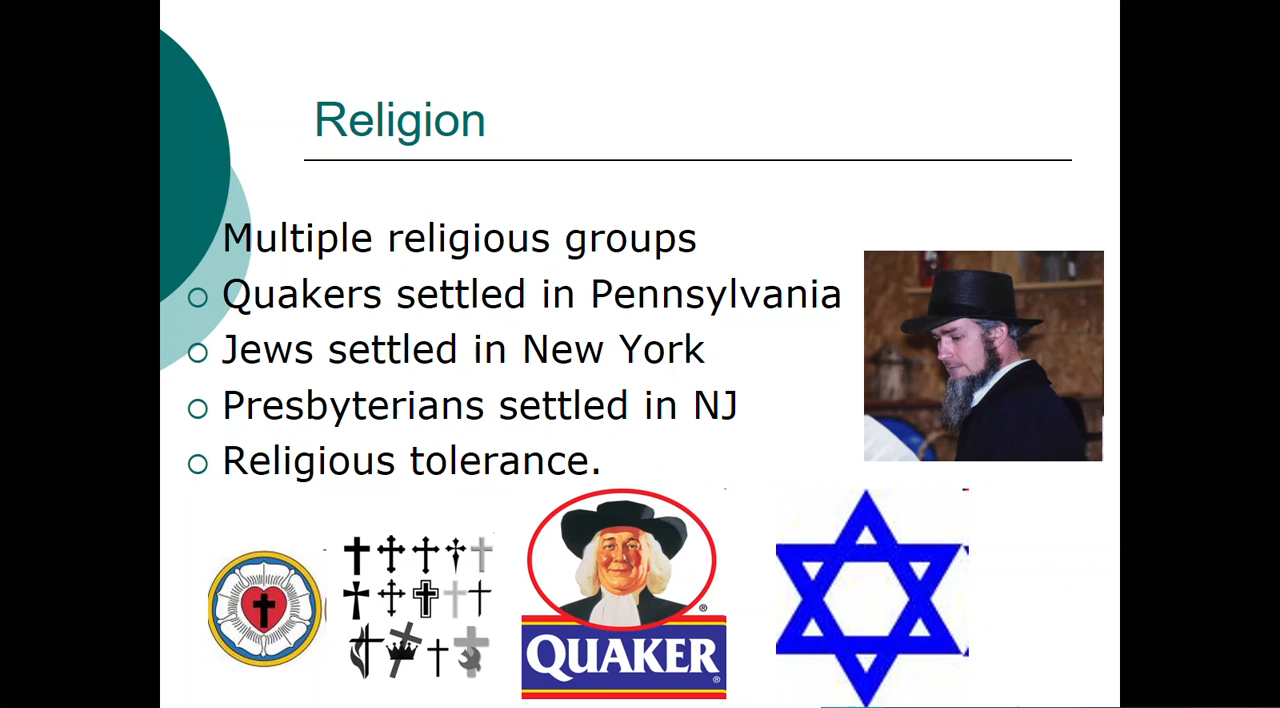 Religion
Multiple religious groups
Quakers settled in Pennsylvania
Jews settled in New York
Presbyterians settled in NJ
Religious tolerance.
®
QUAKER
®